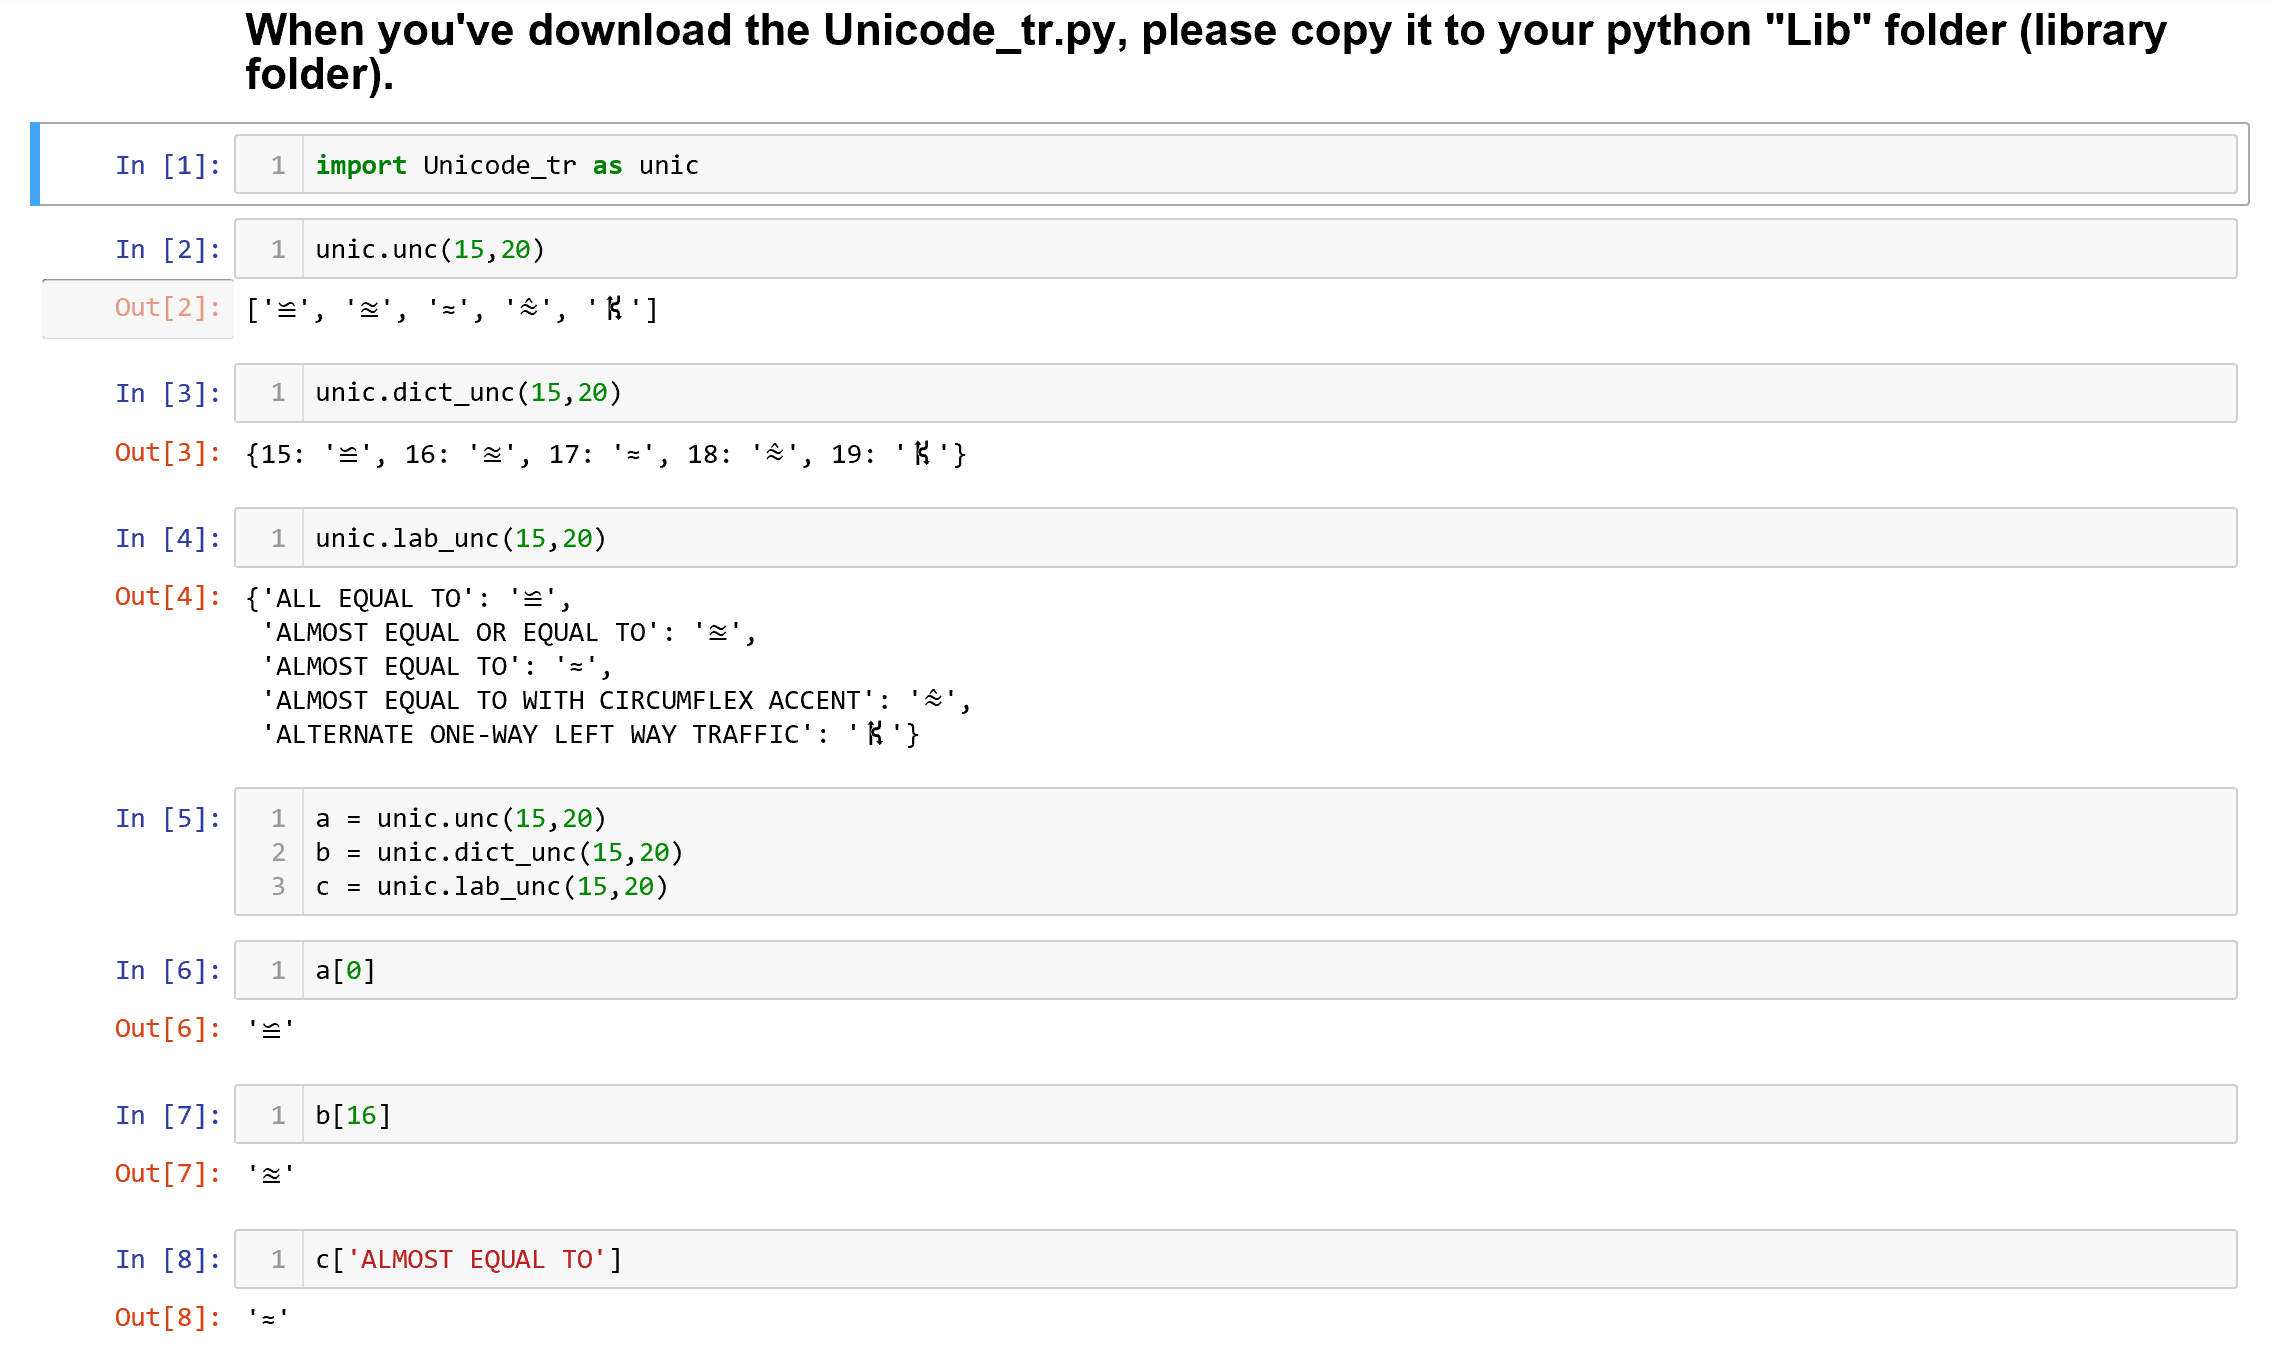 When you've download the Unicode_tr.py, please copy it to your python "Lib" folder (library
folder).
In [1]: 1 import Unicode_tr as unic
In [2]: 1 unic.unc(15,20)
Out[2]: ['≌', '≊', '≈', '⩯', '⛕']
In [3]: 1 unic.dict_unc(15,20)
Out[3]: {15: '≌', 16: '≊', 17: '≈', 18: '⩯', 19: '⛕'}
In [4]: 1 unic.lab_unc(15,20)
Out[4]: {'ALL EQUAL TO': '≌',
'ALMOST EQUAL OR EQUAL TO': '≊',
'ALMOST EQUAL TO': '≈',
'ALMOST EQUAL TO WITH CIRCUMFLEX ACCENT': '⩯',
'ALTERNATE ONE-WAY LEFT WAY TRAFFIC': '⛕'}
In [5]: 1 a = unic.unc(15,20)
2 b = unic.dict_unc(15,20)
3 c = unic.lab_unc(15,20)
In [6]: 1 a[0]
Out[6]: '≌'
In [7]: 1 b[16]
Out[7]: '≊'
In [8]: 1 c['ALMOST EQUAL TO']
Out[8]: '≈'